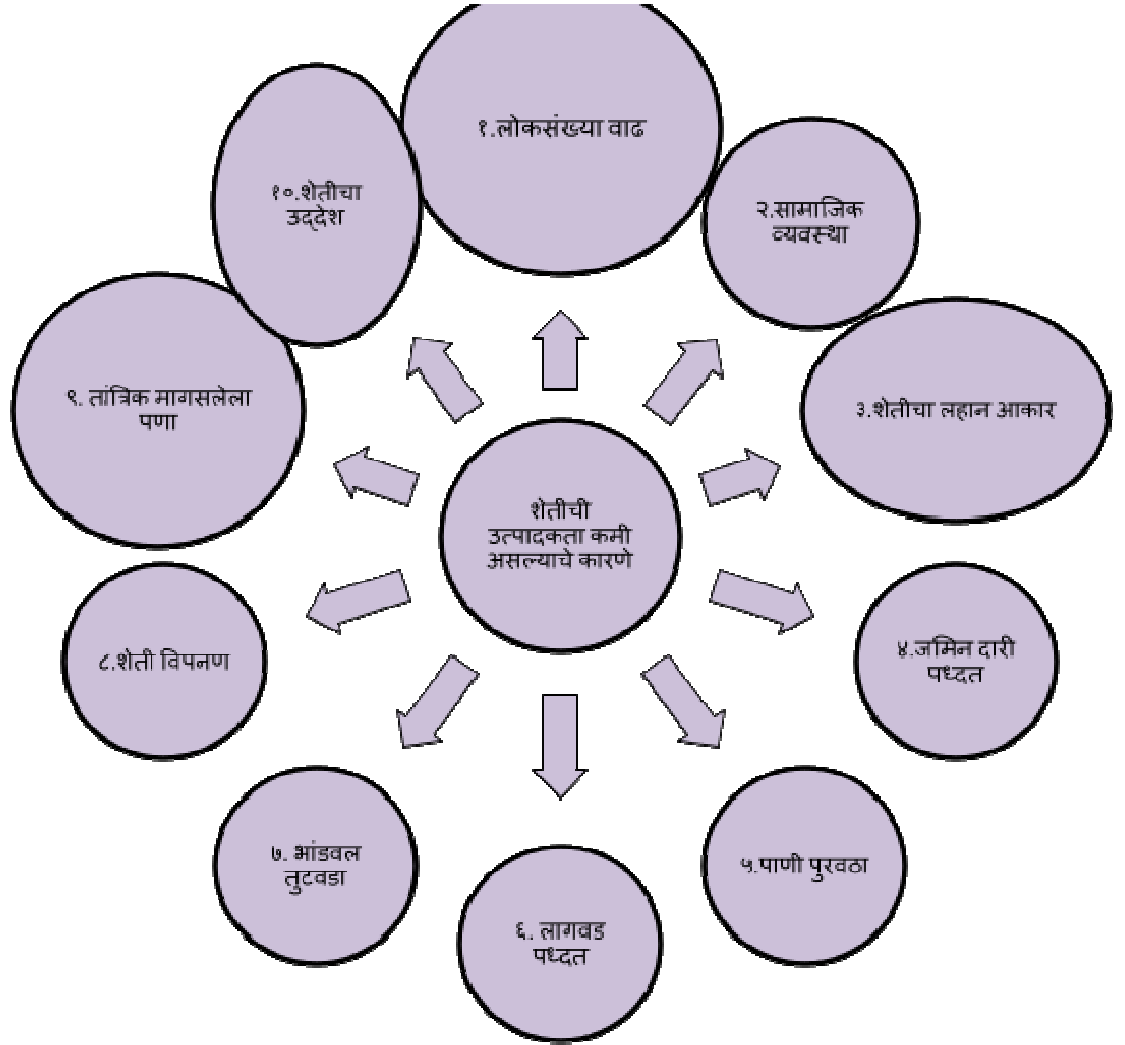 शेतीची
उत्पादकता कमी
असल्याचे कारणे
१.लोकसंख्या वाढ
२.सामाजिक
व्यवस्था
३.शेतीचा लहान आकार
४.जमिन दारी
पध्दत
५.पाणी पुरवठा
६. लागवड
पध्दत
७. भांडवल
तुटवडा
८.शेती विपनण
९. तांत्रिक मागसलेला
पणा
१०.शेतीचा
उद्देश